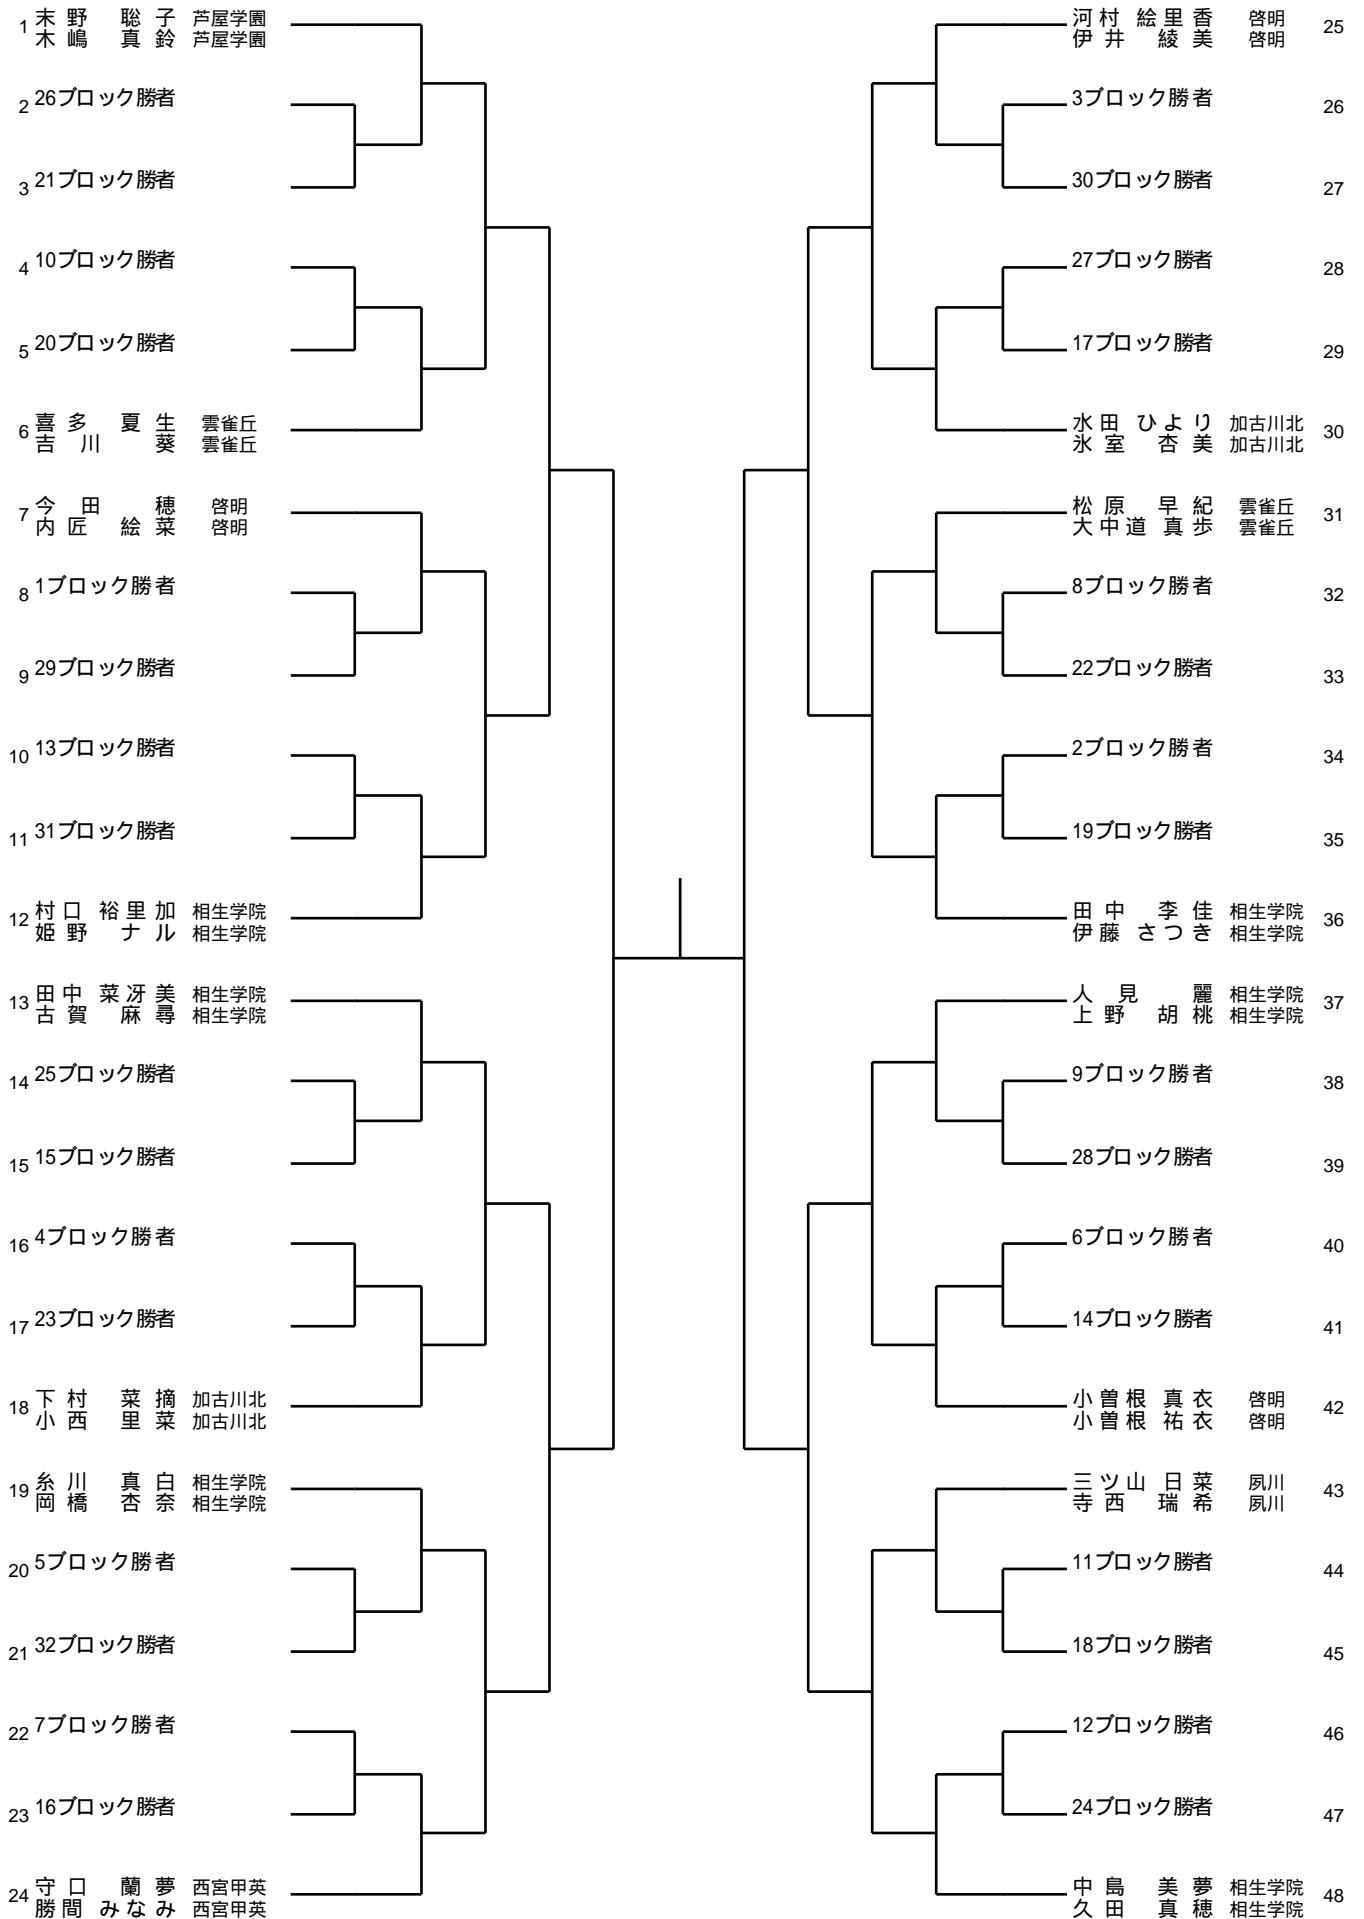 1 末野 聡子 芦屋学園
木嶋 真鈴 芦屋学園
2 26ブロック勝者
3 21ブロック勝者
4 10ブロック勝者
5 20ブロック勝者
6 喜多 夏生 雲雀丘
吉川 葵 雲雀丘
7 今田 穂 啓明
内匠 絵菜 啓明
8 1ブロック勝者
9 29ブロック勝者
10 13ブロック勝者
11 31ブロック勝者
12 村口 裕里加 相生学院
姫野 ナル 相生学院
13 田中 菜冴美 相生学院
古賀 麻尋 相生学院
14 25ブロック勝者
15 15ブロック勝者
16 4ブロック勝者
17 23ブロック勝者
18 下村 菜摘 加古川北
小西 里菜 加古川北
19 糸川 真白 相生学院
岡橋 杏奈 相生学院
20 5ブロック勝者
21 32ブロック勝者
22 7ブロック勝者
23 16ブロック勝者
24 守口 蘭夢 西宮甲英
勝間 みなみ 西宮甲英
河村 絵里香 啓明 25
伊井 綾美 啓明
3ブロック勝者 26
30ブロック勝者 27
27ブロック勝者 28
17ブロック勝者 29
水田 ひより 加古川北 30
氷室 杏美 加古川北
松原 早紀 雲雀丘 31
大中道 真歩 雲雀丘
8ブロック勝者 32
22ブロック勝者 33
2ブロック勝者 34
19ブロック勝者 35
田中 李佳 相生学院 36
伊藤 さつき 相生学院
人見 麗 相生学院 37
上野 胡桃 相生学院
9ブロック勝者 38
28ブロック勝者 39
6ブロック勝者 40
14ブロック勝者 41
小曽根 真衣 啓明 42
小曽根 祐衣 啓明
三ツ山 日菜 夙川 43
寺西 瑞希 夙川
11ブロック勝者 44
18ブロック勝者 45
12ブロック勝者 46
24ブロック勝者 47
中島 美夢 相生学院 48
久田 真穂 相生学院